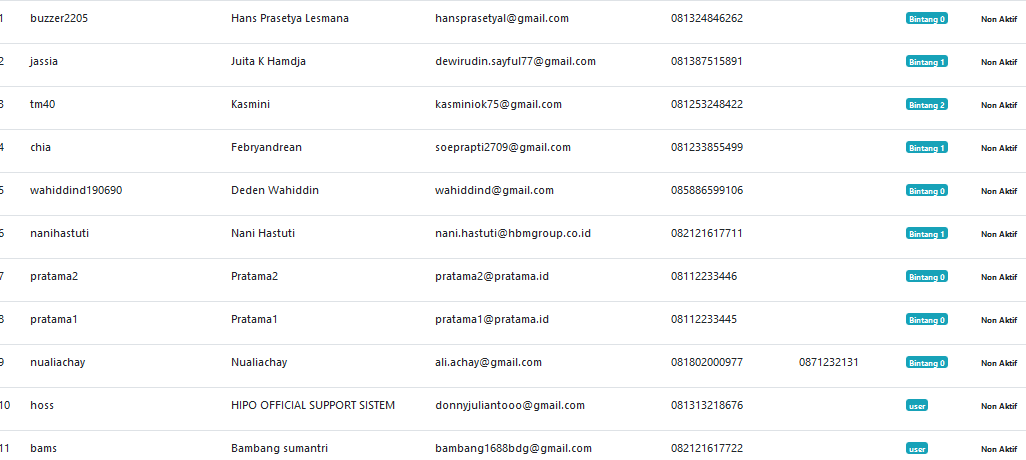 1 buzzer2205 Hans Prasetya Lesmana hansprasetyal@gmail.com 081324846262 Bintang 0 Non Aktif
2 jassia Juita K Hamdja dewirudin.sayful77@gmail.com 081387515891 Bintang 1 Non Aktif
3 tm40 Kasmini kasminiok75@gmail.com 081253248422 Bintang 2 Non Aktif
4 chia Febryandrean soeprapti2709@gmail.com 081233855499 Bintang 1 Non Aktif
5 wahiddind190690 Deden Wahiddin wahiddind@gmail.com 085886599106 Bintang 0 Non Aktif
6 nanihastuti Nani Hastuti nani.hastuti@hbmgroup.co.id 082121617711 Bintang 1 Non Aktif
7 pratama2 Pratama2 pratama2@pratama.id 08112233446 Bintang 0 Non Aktif
8 pratama1 Pratama1 pratama1@pratama.id 08112233445 Bintang 0 Non Aktif
9 nualiachay Nualiachay ali.achay@gmail.com 081802000977 0871232131 Bintang 0 Non Aktif
10 hoss HIPO OFFICIAL SUPPORT SISTEM donnyjuliantooo@gmail.com 081313218676 user Non Aktif
11 bams Bambang sumantri bambang1688bdg@gmail.com 082121617722 user Non Aktif